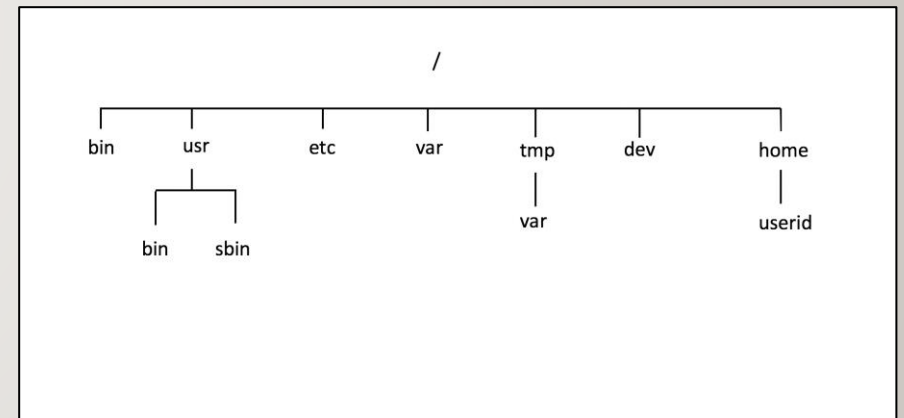 /
bin usr etc var tmp dev home
var userid
bin sbin